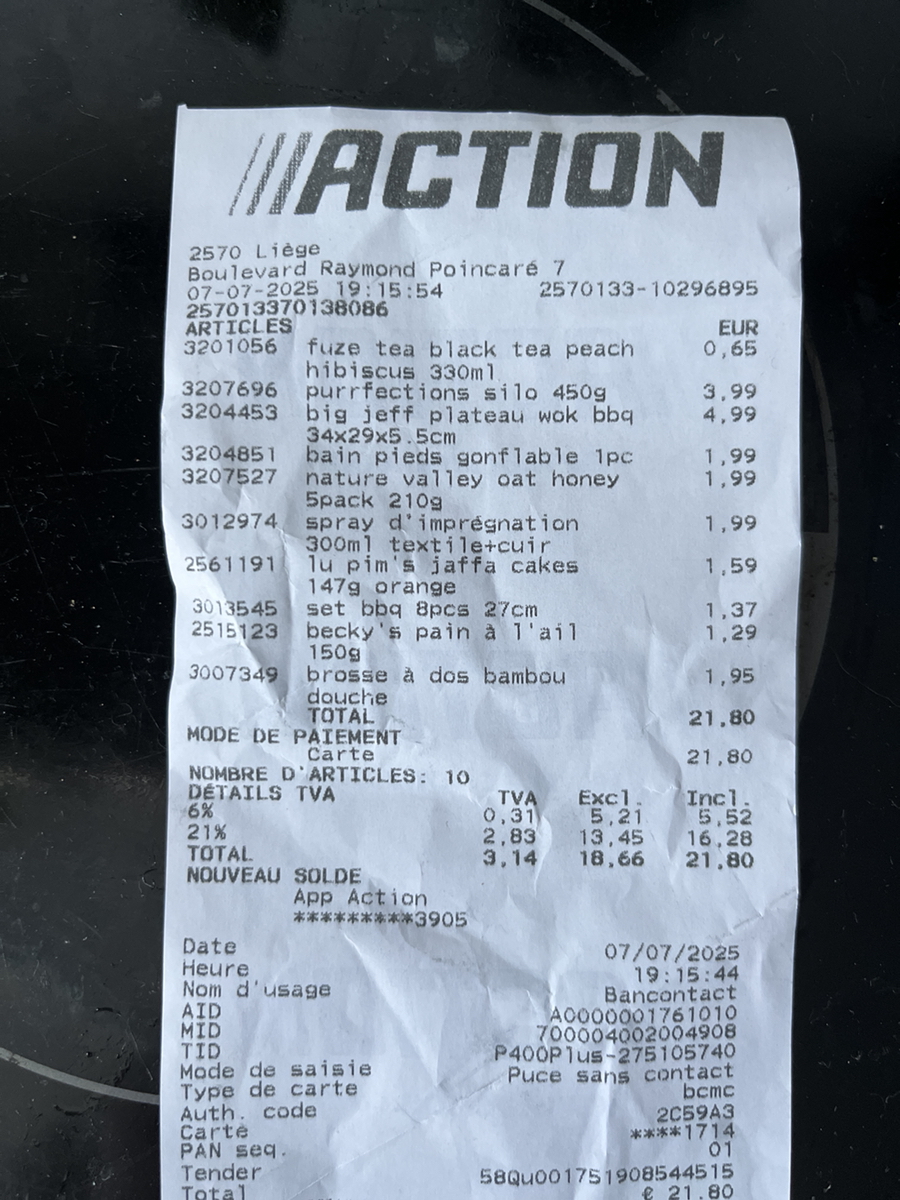 ///ACTION
2570 Liège
Boulevard Raymond Poincaré 7
07-07-2025 19:15:54 2570133-10296895
257013370138086
ARTICLES EUR
3201056 fuze tea black tea peach 0,65
hibiscus 330ml
3207696 purrfections silo 450g 3,99
3204453 big jeff plateau wok bbq 4,99
34x29x5.5cm
3204851 bain pieds gonflable 1pc 1,99
3207527 nature valley oat honey 1,99
5pack 210g
3012974 spray d'imprégnation 1,99
300ml textile+cuir
2561191 lu pim's jaffa cakes 1,59
147g orange
3013545 set bbq 8pcs 27cm 1,37
2515123 becky's pain à l'ail 1,29
150g
3007349 brosse à dos bambou 1,95
douche
TOTAL 21,80
MODE DE PAIEMENT
Carte 21,80
NOMBRE D'ARTICLES: 10
DÉTAILS TVA TVA Excl. Incl.
6% 0,31 5,21 5,52
21% 2,83 13,45 16,28
TOTAL 3,14 18,66 21,80
NOUVEAU SOLDE
App Action
*********3905
Date 07/07/2025
Heure 19:15:44
Nom d'usage Bancontact
AID A0000001761010
MID 700004002004908
TID P400Plus-275105740
Mode de saisie Puce sans contact
Type de carte bcmc
Auth. code 2C59A3
Carte ****1714
PAN seq. 01
Tender 58Qu001751908544515
Total € 21,80